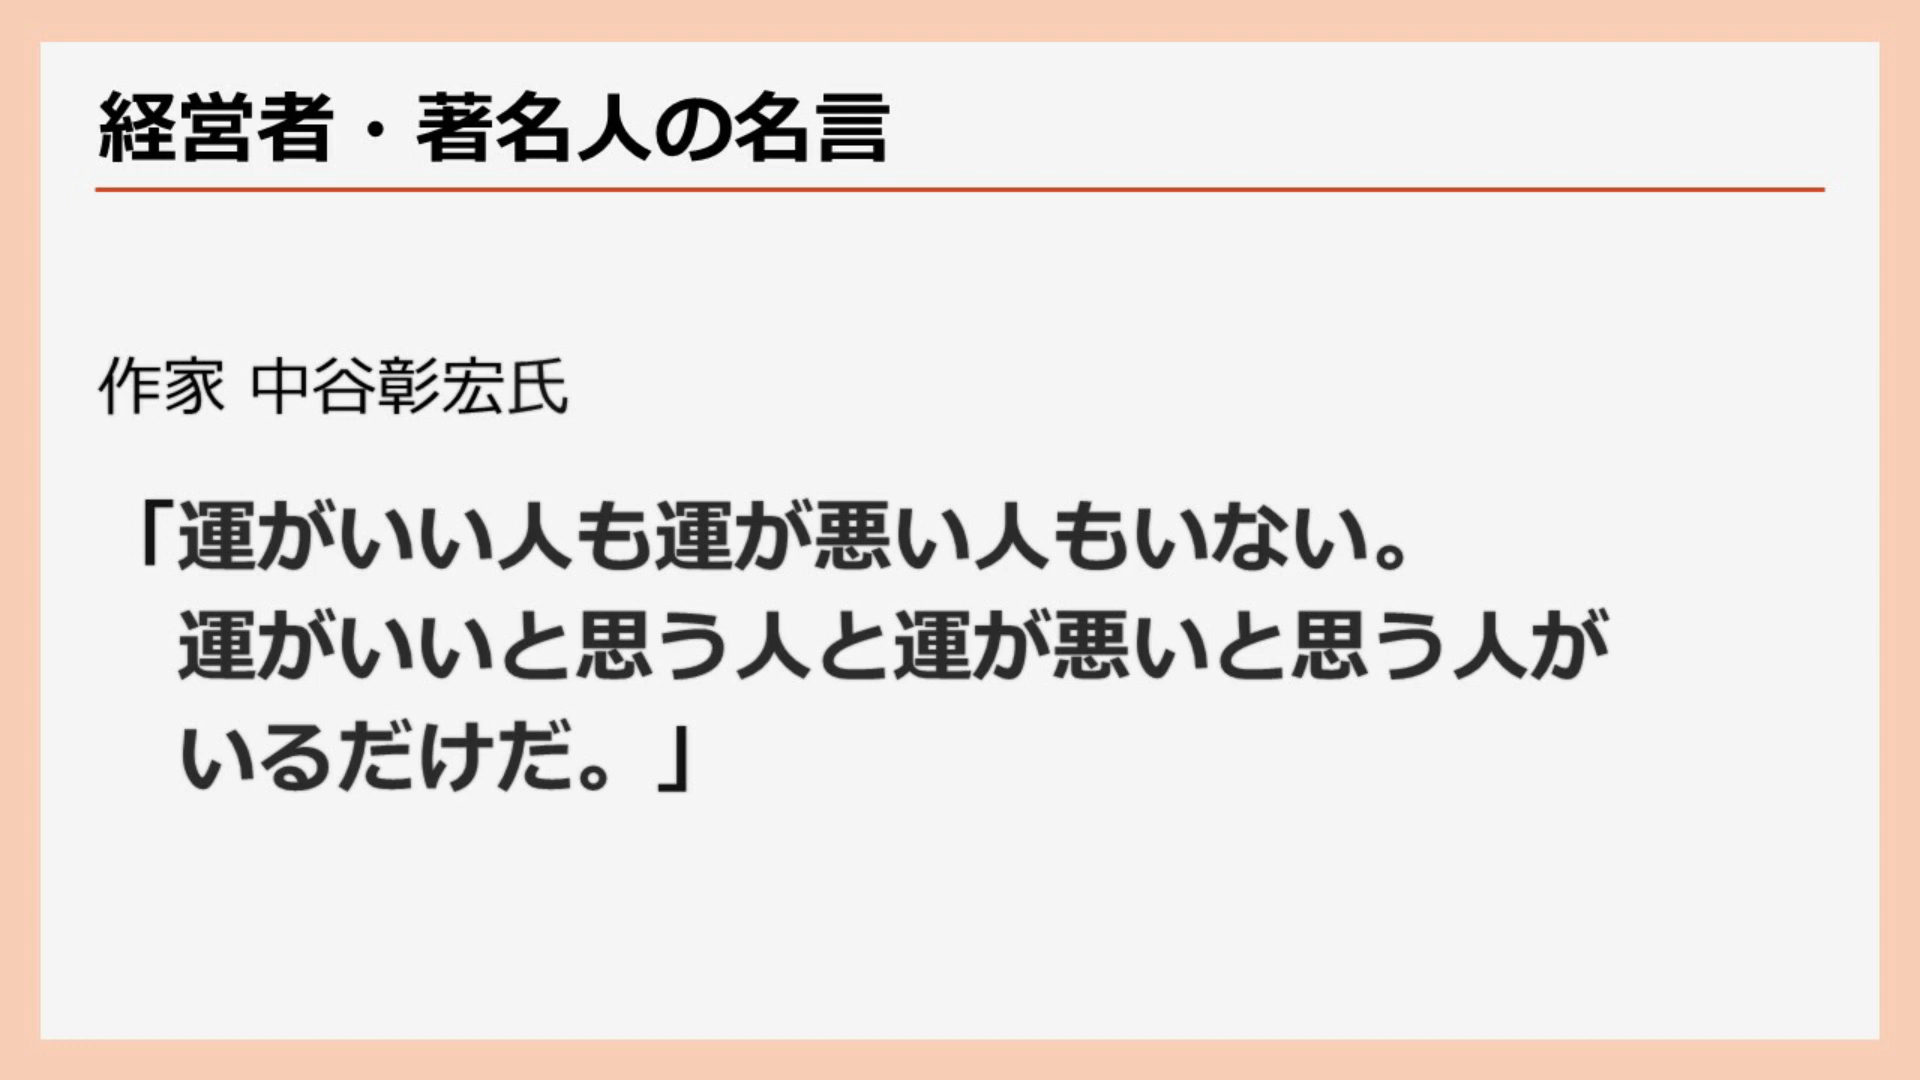 経営者・著名人の名言
作家 中谷彰宏氏
「運がいい人も運が悪い人もいない。
運がいいと思う人と運が悪いと思う人が
いるだけだ。」